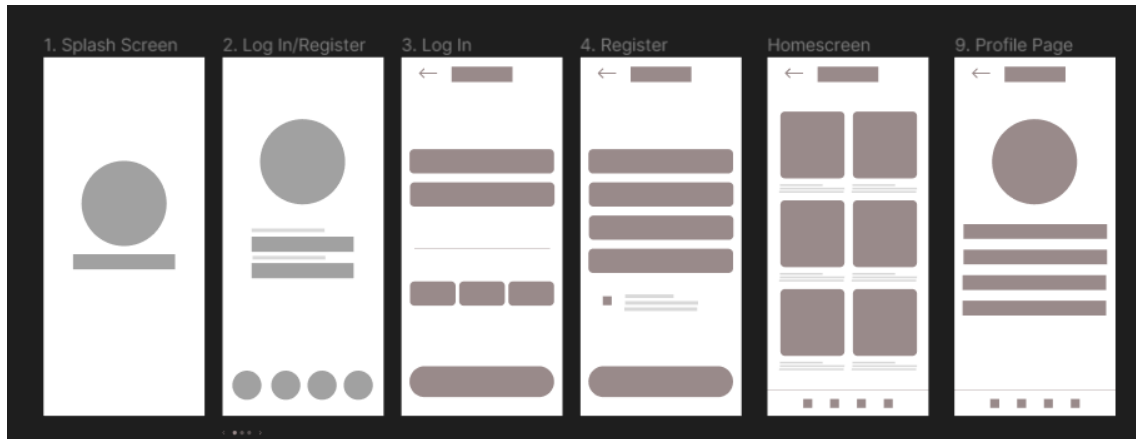 1. Splash Screen
2. Log In/Register
3. Log In
4. Register
Homescreen
9. Profile Page